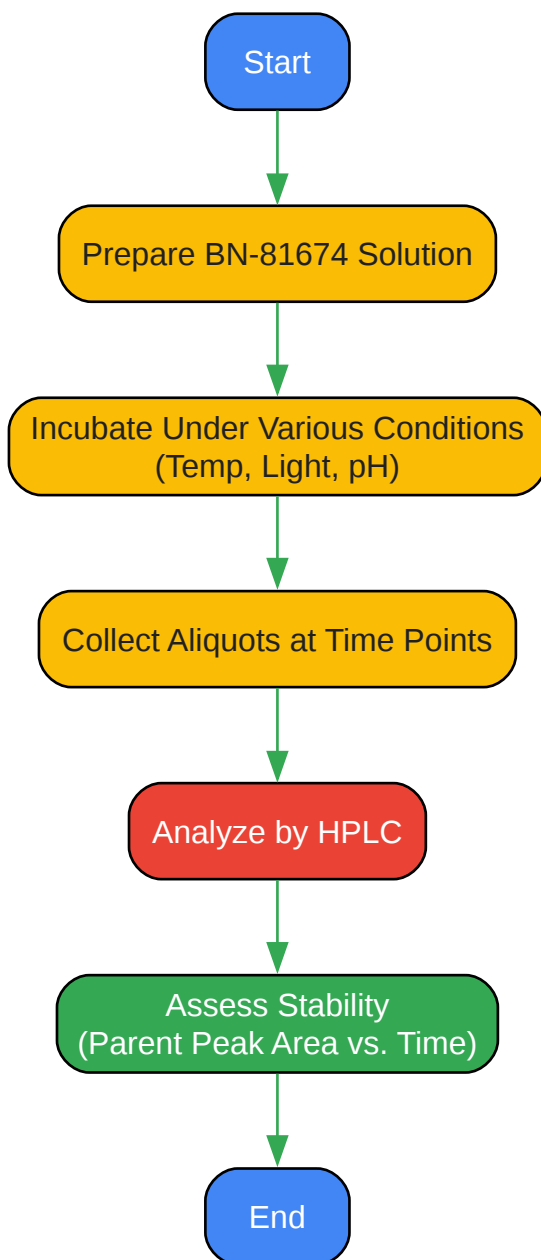 Start
Prepare BN-81674 Solution
Incubate Under Various Conditions
(Temp, Light, pH)
Collect Aliquots at Time Points
Analyze by HPLC
Assess Stability
(Parent Peak Area vs. Time)
End